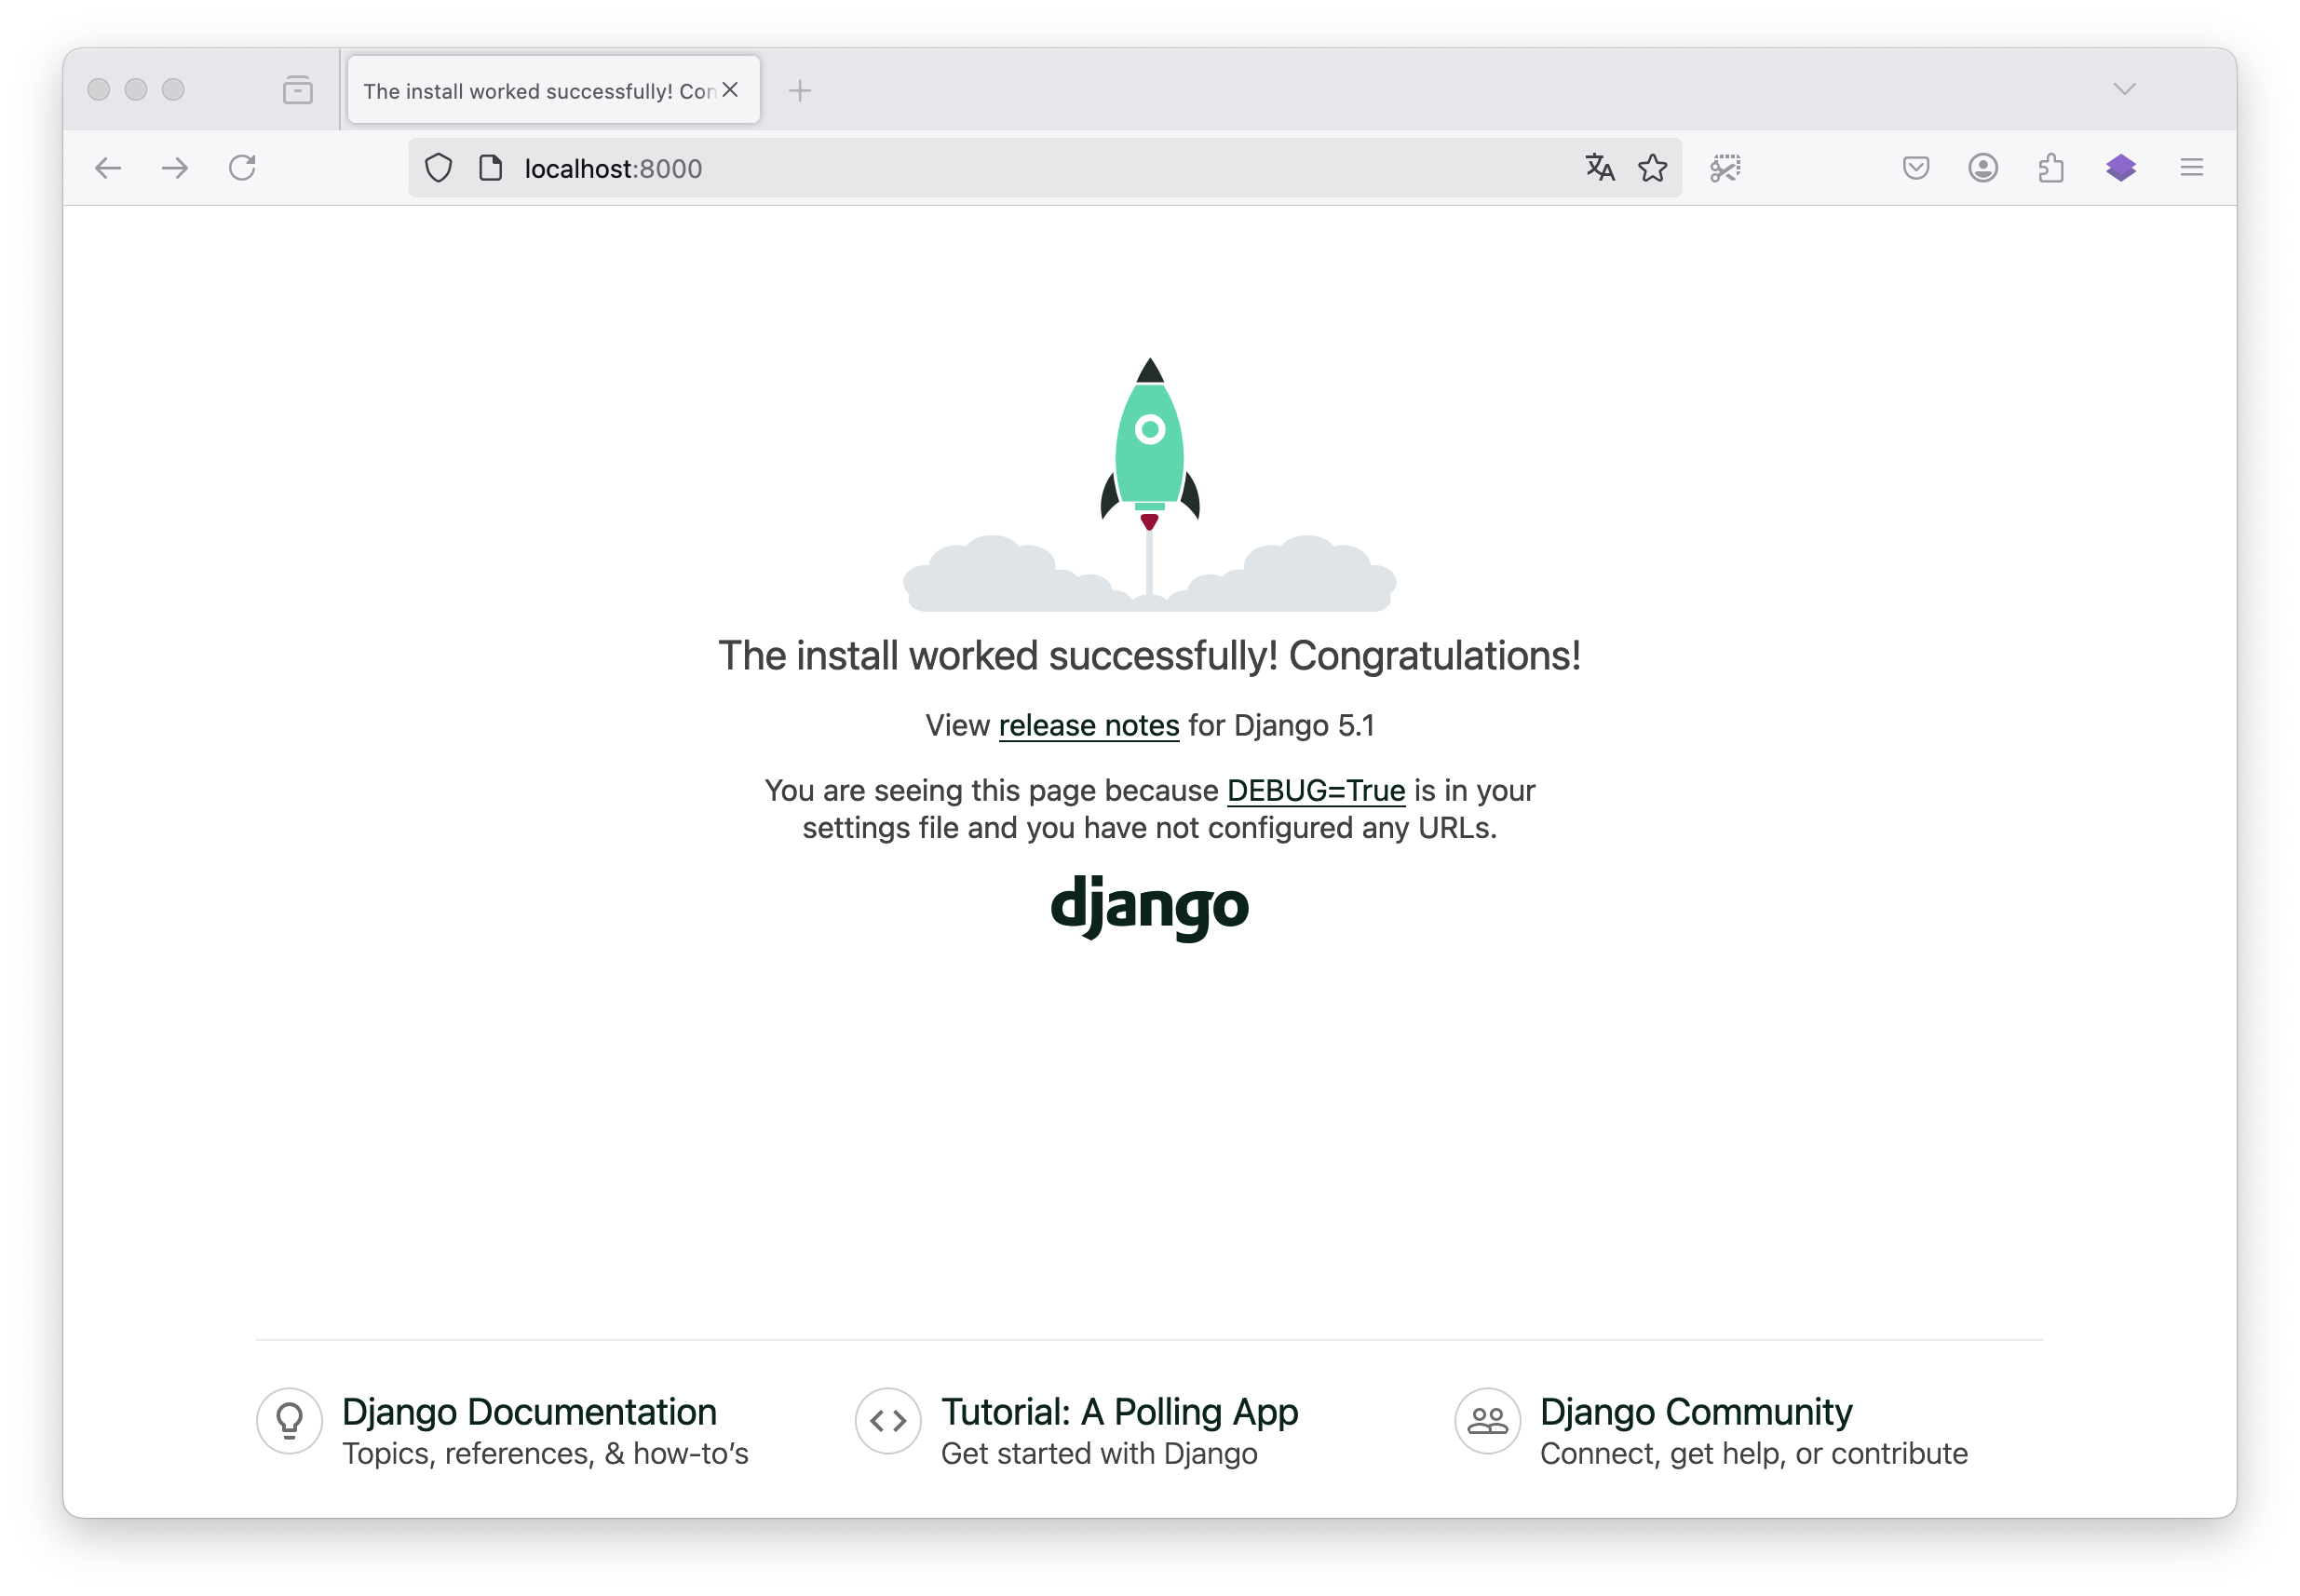 The install worked successfully! Con
localhost:8000
The install worked successfully! Congratulations!
View release notes for Django 5.1
You are seeing this page because DEBUG=True is in your
settings file and you have not configured any URLs.
django
Django Documentation
Topics, references, & how-to’s
Tutorial: A Polling App
Get started with Django
Django Community
Connect, get help, or contribute